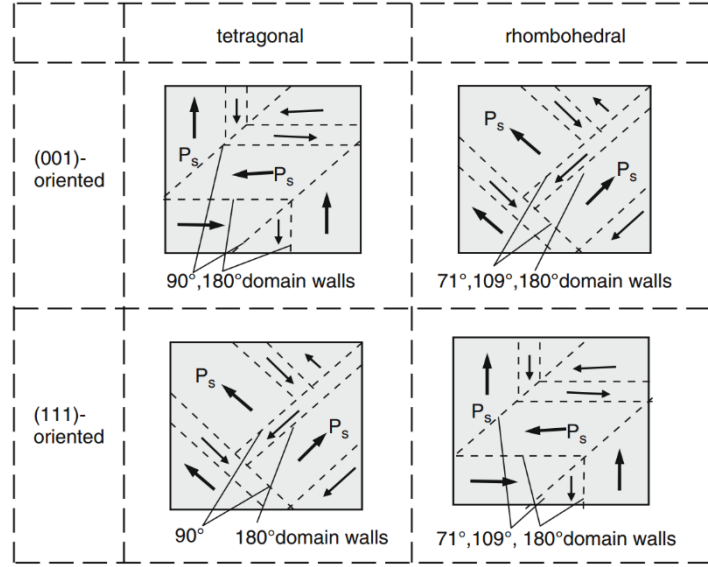 tetragonal
rhombohedral
(001)-
oriented
Ps
Ps
90°,180°domain walls
Ps
Ps
71°,109°,180°domain walls
(111)-
oriented
Ps
Ps
90°
180°domain walls
Ps
Ps
71°,109°, 180°domain walls